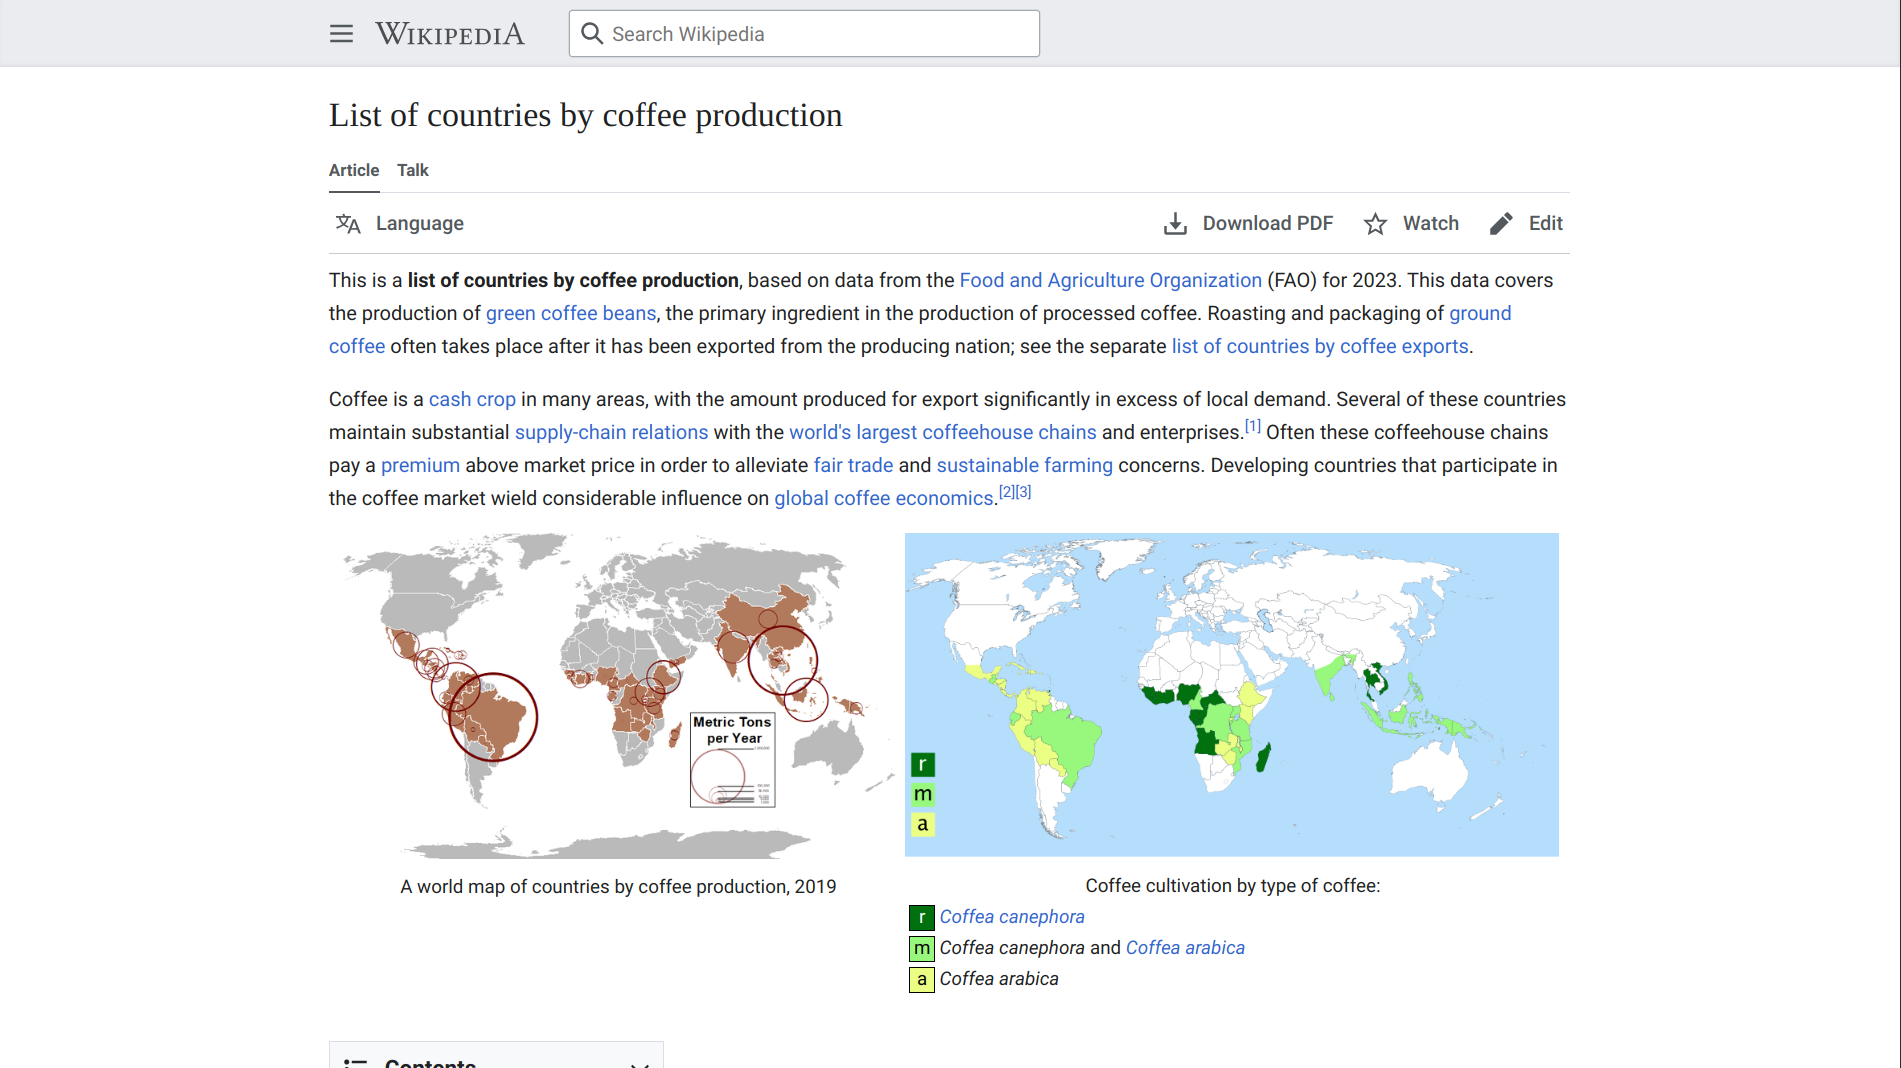 WIKIPEDIA
Search Wikipedia
List of countries by coffee production
Article Talk
Language
Download PDF Watch Edit
This is a list of countries by coffee production, based on data from the Food and Agriculture Organization (FAO) for 2023. This data covers
the production of green coffee beans, the primary ingredient in the production of processed coffee. Roasting and packaging of ground
coffee often takes place after it has been exported from the producing nation; see the separate list of countries by coffee exports.
Coffee is a cash crop in many areas, with the amount produced for export significantly in excess of local demand. Several of these countries
maintain substantial supply-chain relations with the world's largest coffeehouse chains and enterprises.[1] Often these coffeehouse chains
pay a premium above market price in order to alleviate fair trade and sustainable farming concerns. Developing countries that participate in
the coffee market wield considerable influence on global coffee economics.[2][3]
Metric Tons
per Year
r
m
a
A world map of countries by coffee production, 2019
Coffee cultivation by type of coffee:
r Coffea canephora
m Coffea canephora and Coffea arabica
a Coffea arabica
Contents